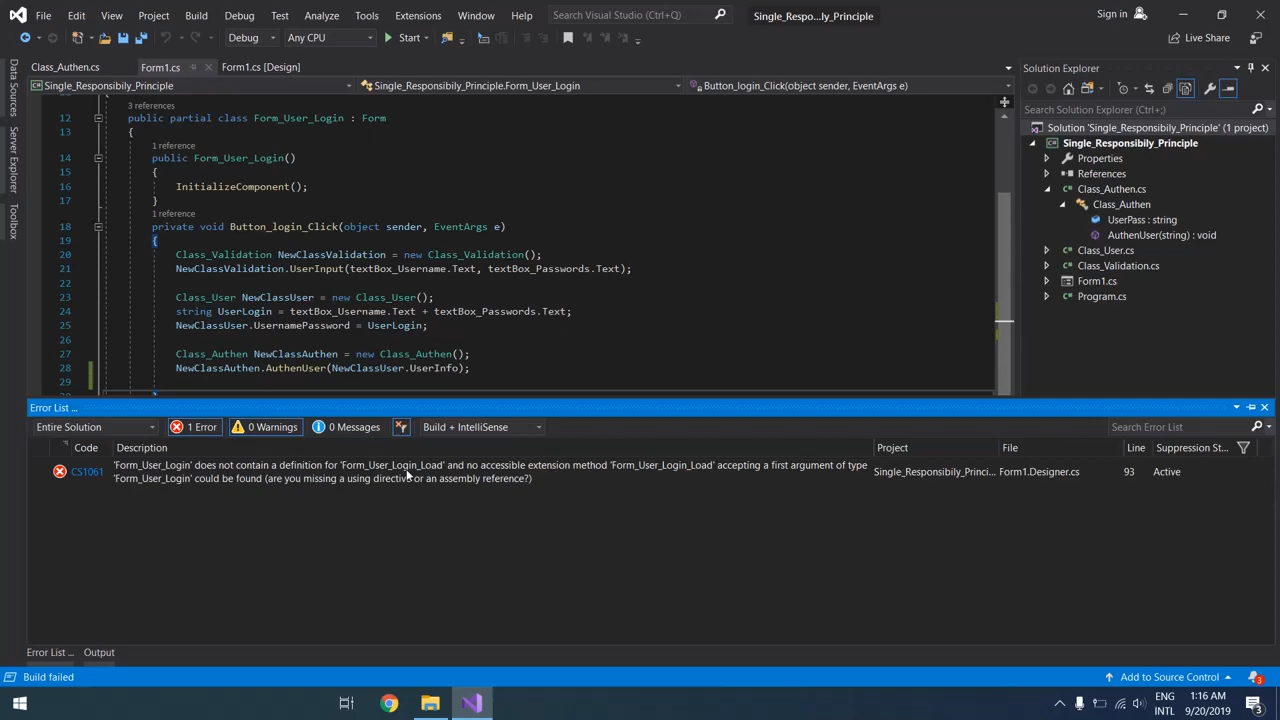 File Edit View Project Build Debug Test Analyze Tools Extensions Window Help Search Visual Studio (Ctrl+Q) Single_Respo...ly_Principle Sign in
Debug Any CPU Start Live Share
Class_Authen.cs Form1.cs Form1.cs [Design]
Single_Responsibily_Principle Single_Responsibily_Principle.Form_User_Login Button_login_Click(object sender, EventArgs e)
Data Sources
Server Explorer
Toolbox
3 references
12 public partial class Form_User_Login : Form
13 {
1 reference
14 public Form_User_Login()
15 {
16 InitializeComponent();
17 }
1 reference
18 private void Button_login_Click(object sender, EventArgs e)
19 {
20 Class_Validation NewClassValidation = new Class_Validation();
21 NewClassValidation.UserInput(textBox_Username.Text, textBox_Passwords.Text);
22
23 Class_User NewClassUser = new Class_User();
24 string UserLogin = textBox_Username.Text + textBox_Passwords.Text;
25 NewClassUser.UsernamePassword = UserLogin;
26
27 Class_Authen NewClassAuthen = new Class_Authen();
28 NewClassAuthen.AuthenUser(NewClassUser.UserInfo);
29
Solution Explorer
Search Solution Explorer (Ctrl+;)
Solution 'Single_Responsibily_Principle' (1 project)
Single_Responsibily_Principle
Properties
References
Class_Authen.cs
Class_Authen
UserPass : string
AuthenUser(string) : void
Class_User.cs
Class_Validation.cs
Form1.cs
Program.cs
Error List ...
Entire Solution 1 Error 0 Warnings 0 Messages Build + IntelliSense Search Error List
Code Description Project File Line Suppression St...
CS1061 'Form_User_Login' does not contain a definition for 'Form_User_Login_Load' and no accessible extension method 'Form_User_Login_Load' accepting a first argument of type
'Form_User_Login' could be found (are you missing a using directive or an assembly reference?) Single_Responsibily_Princi... Form1.Designer.cs 93 Active
Error List ... Output
Build failed Add to Source Control 3
ENG 1:16 AM
INTL 9/20/2019 3